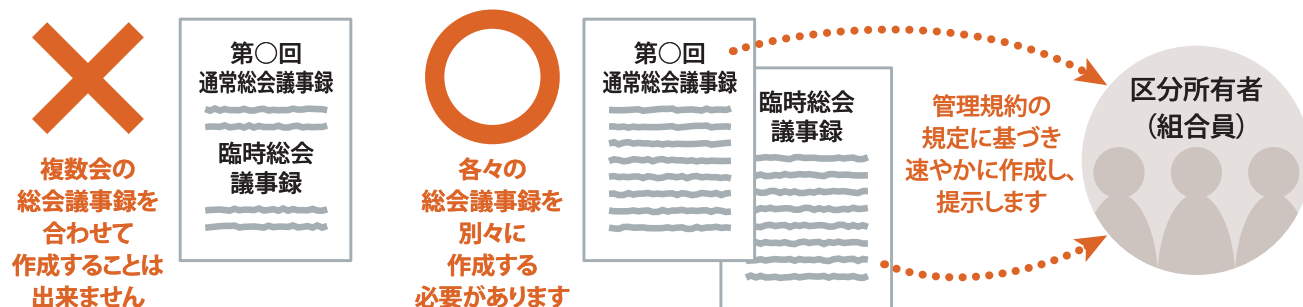 第○回
通常総会議事録
臨時総会
議事録
複数会の
総会議事録を
合わせて
作成することは
出来ません
各々の
総会議事録を
別々に
作成する
必要があります
第○回
通常総会議事録
臨時総会
議事録
管理規約の
規定に基づき
速やかに作成し、
提示します
区分所有者
(組合員)